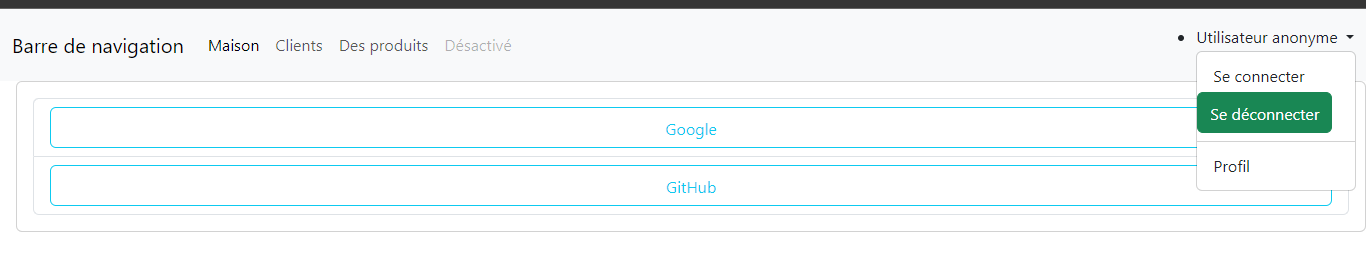 Barre de navigation Maison Clients Des produits Désactivé Utilisateur anonyme
Se connecter
Se déconnecter
Google
Profil
GitHub